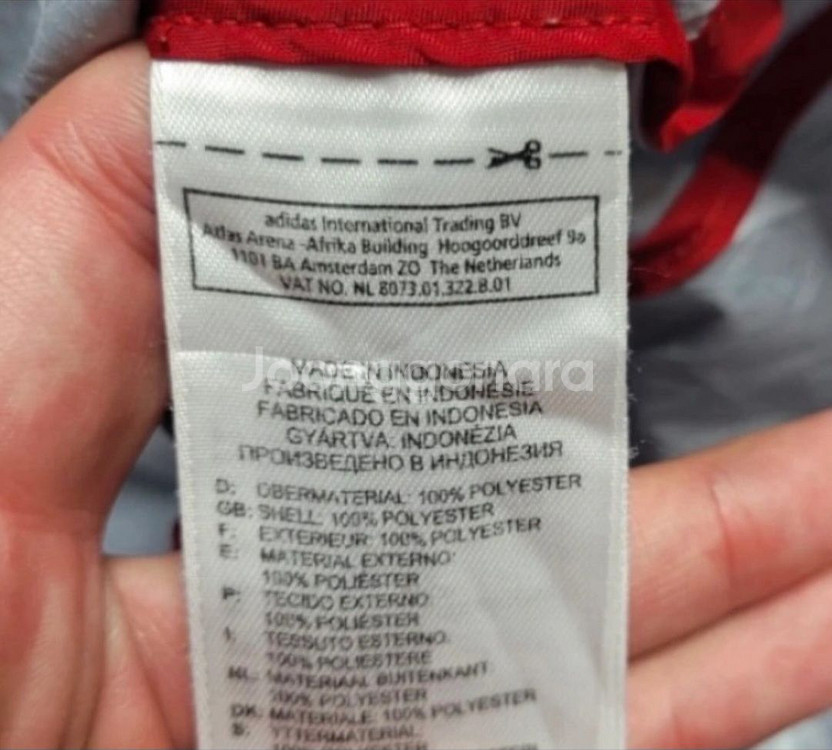 adidas International Trading BV
Atlas Arena -Afrika Building Hoogoorddreef 9a
1101 BA Amsterdam ZO The Netherlands
VAT NO. NL 8073.01.322.B.01
MADE IN INDONESIA
FABRIQUÉ EN INDONESIE
FABRICADO EN INDONESIA
GYÁRTVA: INDONÉZIA
ПРОИЗВЕДЕНО В ИНДОНЕЗИЯ
D: OBERMATERIAL: 100% POLYESTER
GB: SHELL: 100% POLYESTER
F: EXTERIEUR: 100% POLYESTER
E: MATERIAL EXTERNO:
100% POLIÉSTER
P: TECIDO EXTERNO:
100% POLIÉSTER
I: TESSUTO ESTERNO:
100% POLIESTERE
NL: MATERIAAL BUITENKANT:
100% POLYESTER
DK: MATERIALE: 100% POLYESTER
S: YTTERMATERIAL:
100% POLYESTER